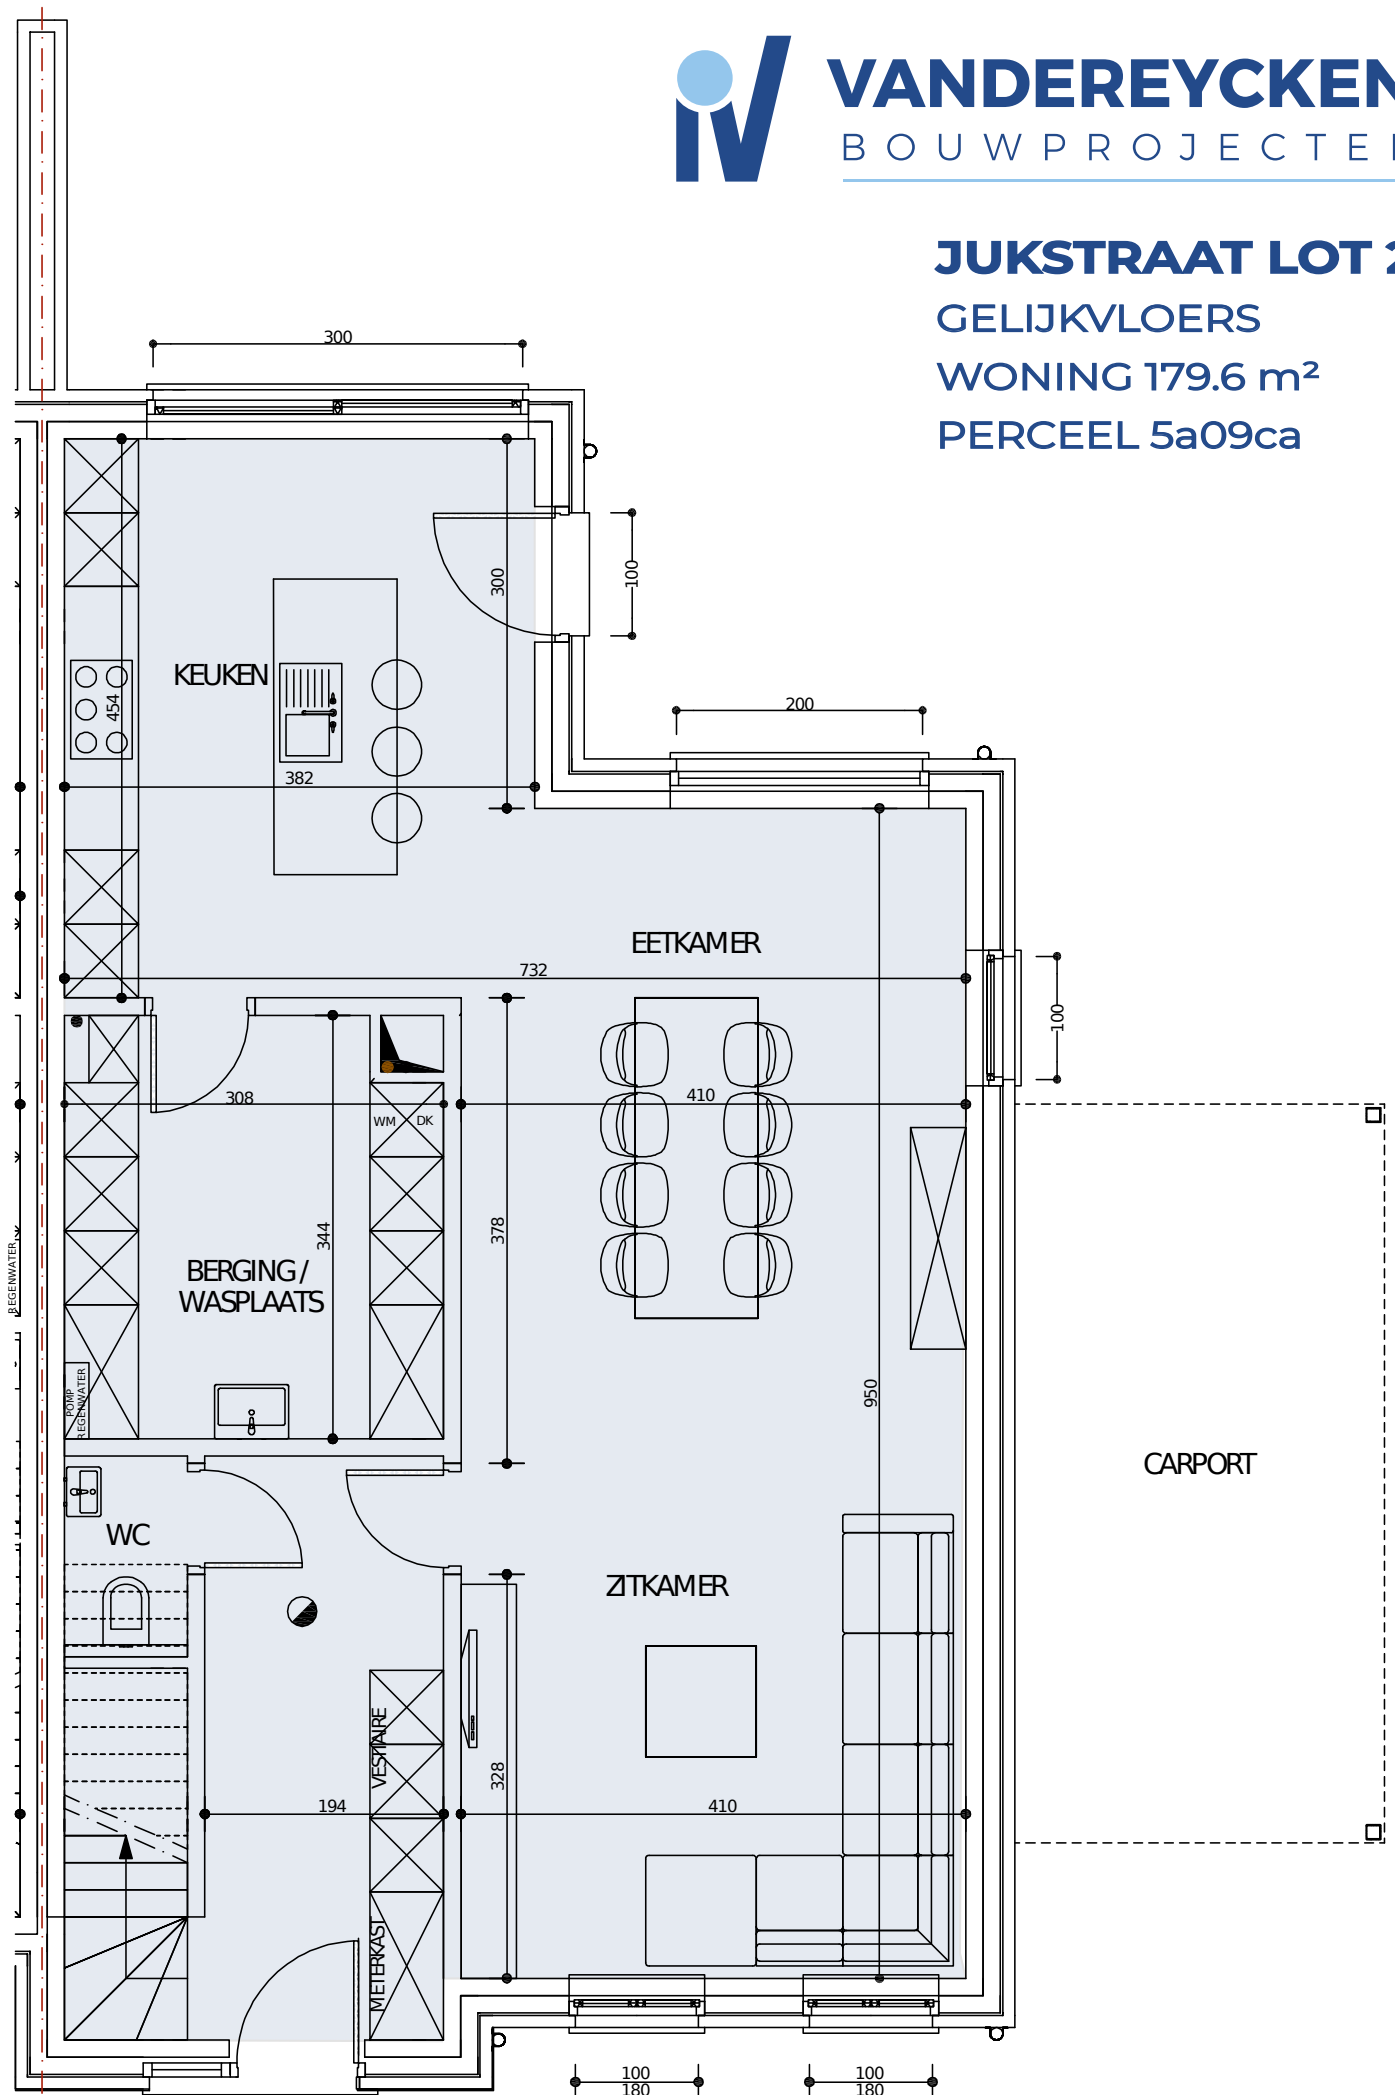 VANDEREYCKEN
BOUWPROJECTE
JUKSTRAAT LOT 2
GELIJKVLOERS
WONING 179.6 m²
PERCEEL 5a09ca
300
300
100
KEUKEN
454
200
382
EETKAMER
732
100
308
WM
DK
410
344
378
BERGING /
WASPLAATS
REGENWATER
POMP
REGENWATER
950
CARPORT
WC
ZITKAMER
VESTIAIRE
328
194
410
METERKAST
100
180
100
180